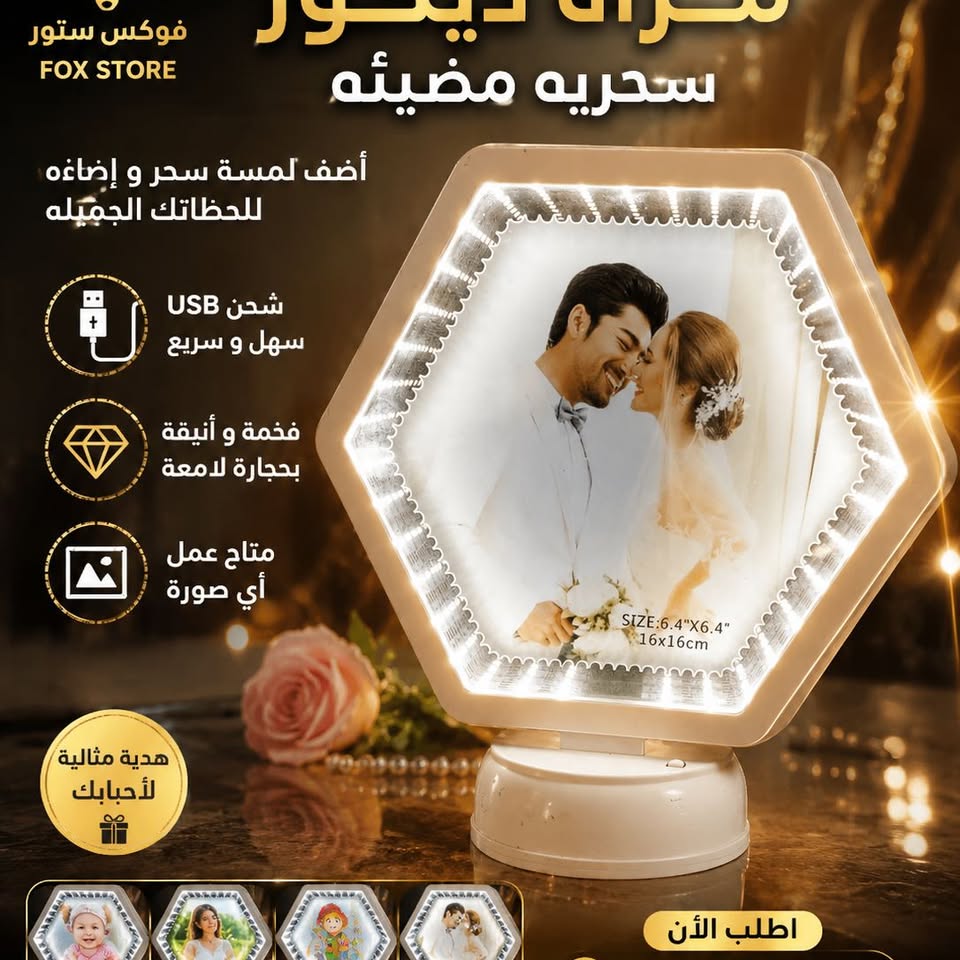 فوكس ستور
FOX STORE
سحريه مضيئه
أضف لمسة سحر و إضاءه
للحظاتك الجميله
شحن USB
سهل و سريع
فخمة و أنيقة
بحجارة لامعة
متاح عمل
أي صورة
SIZE:6.4"X6.4"
16x16cm
هدية مثالية
لأحبابك
اطلب الأن